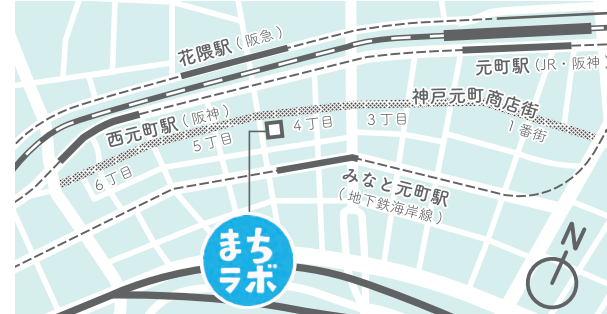 花隈駅(阪急)
元町駅(JR・阪神)
神戸元町商店街
西元町駅(阪神)
6丁目
5丁目
4丁目
3丁目
1番街
みなと元町駅
(地下鉄海岸線)
まち
ラボ
N